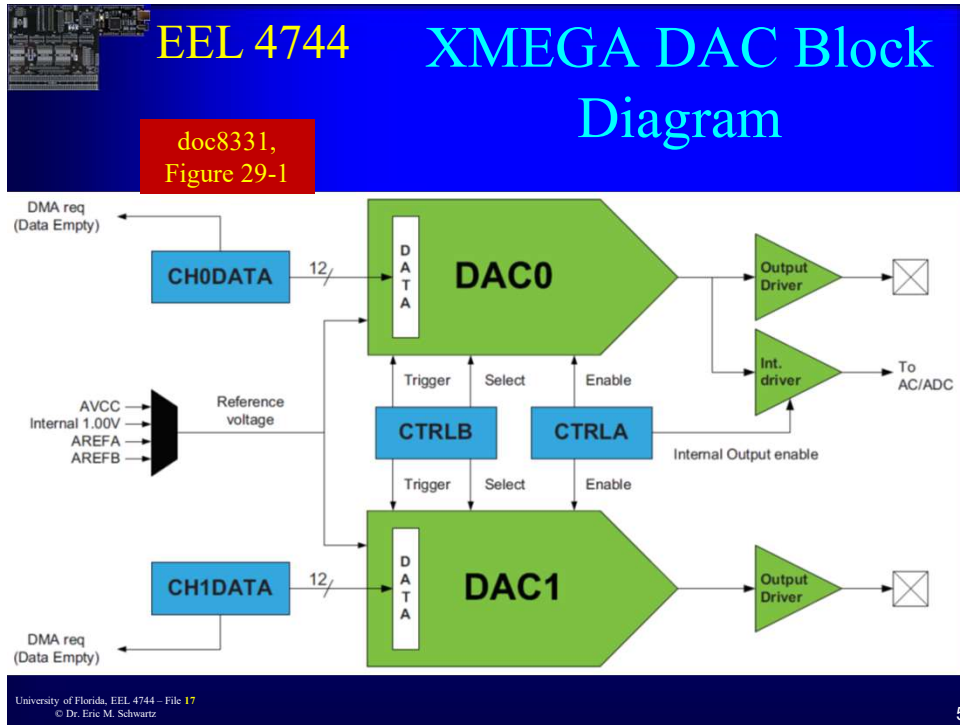 EEL 4744
XMEGA DAC Block
Diagram
doc8331,
Figure 29-1
DMA req
(Data Empty)
CH0DATA
12
DATA
DAC0
Output
Driver
Int.
driver
To
AC/ADC
Trigger
Select
Enable
AVCC
Internal 1.00V
AREFA
AREFB
Reference
voltage
CTRLB
CTRLA
Internal Output enable
Trigger
Select
Enable
CH1DATA
12
DATA
DAC1
Output
Driver
DMA req
(Data Empty)
University of Florida, EEL 4744 – File 17
© Dr. Eric M. Schwartz
5